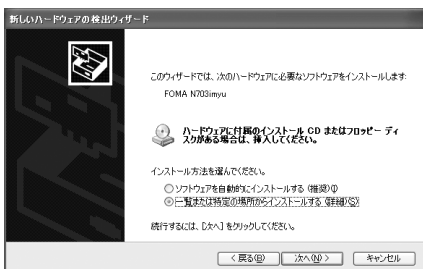 新しいハードウェアの検出ウィザード
このウィザードでは、次のハードウェアに必要なソフトウェアをインストールします:
FOMA N703imyu
ハードウェアに付属のインストール CD またはフロッピー ディ
スクがある場合は、挿入してください。
インストール方法を選んでください。
ソフトウェアを自動的にインストールする (推奨)(I)
一覧または特定の場所からインストールする (詳細)(S)
続行するには、[次へ] をクリックしてください。
< 戻る(B) 次へ(N) > キャンセル